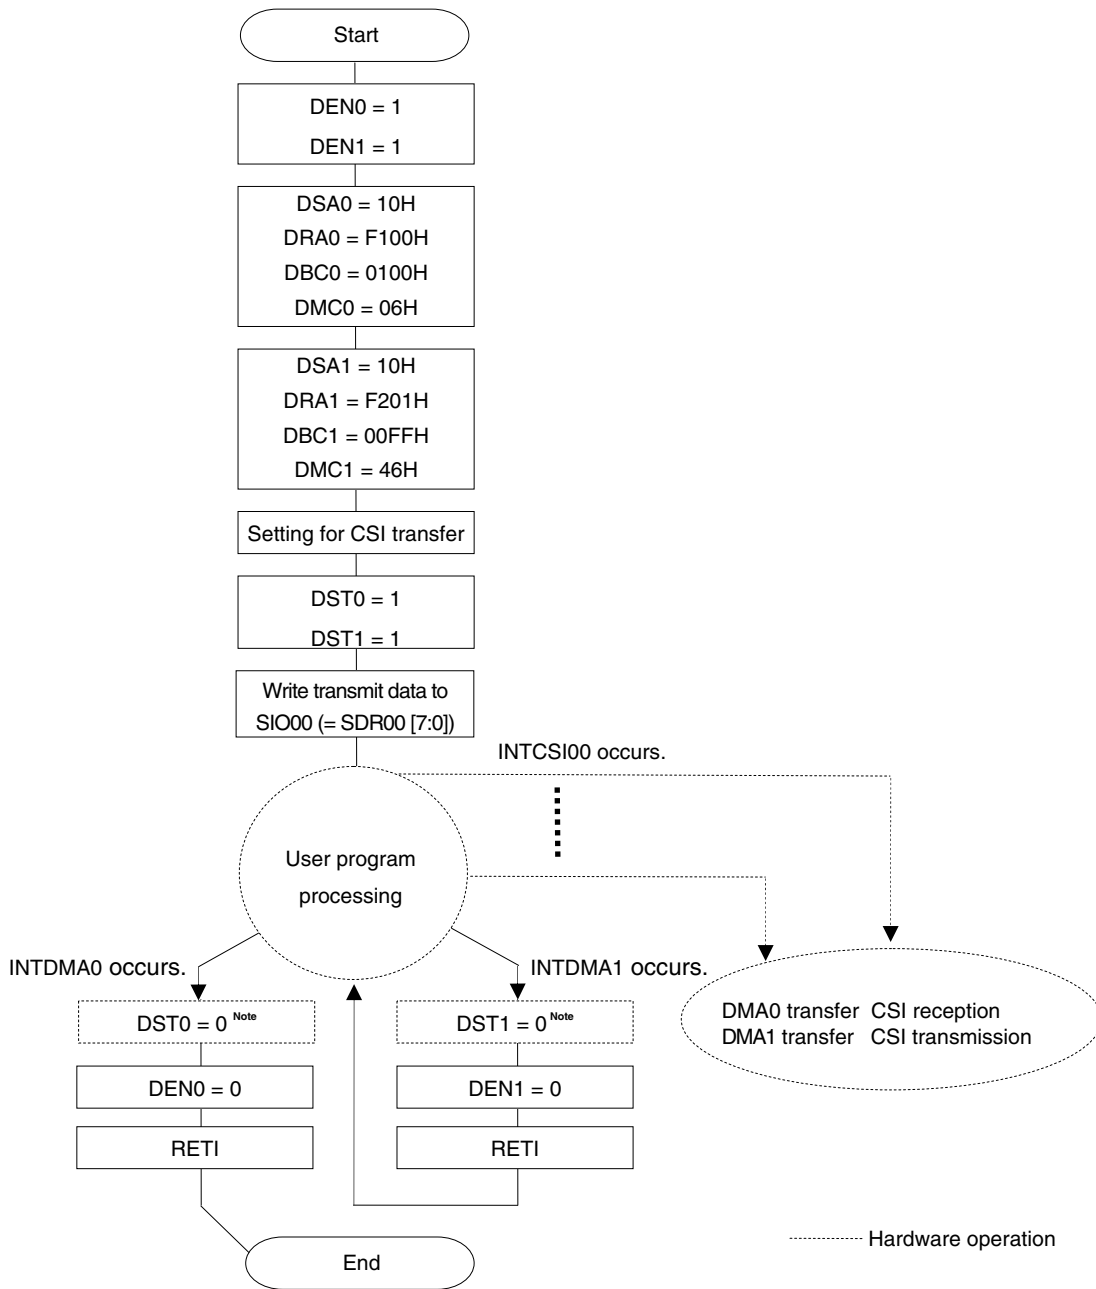 Start
DEN0 = 1
DEN1 = 1
DSA0 = 10H
DRA0 = F100H
DBC0 = 0100H
DMC0 = 06H
DSA1 = 10H
DRA1 = F201H
DBC1 = 00FFH
DMC1 = 46H
Setting for CSI transfer
DST0 = 1
DST1 = 1
Write transmit data to
SIO00 (= SDR00 [7:0])
INTCSI00 occurs.
User program
processing
INTDMA0 occurs.
INTDMA1 occurs.
DST0 = 0 Note
DST1 = 0 Note
DMA0 transfer CSI reception
DMA1 transfer CSI transmission
DEN0 = 0
DEN1 = 0
RETI
RETI
Hardware operation
End